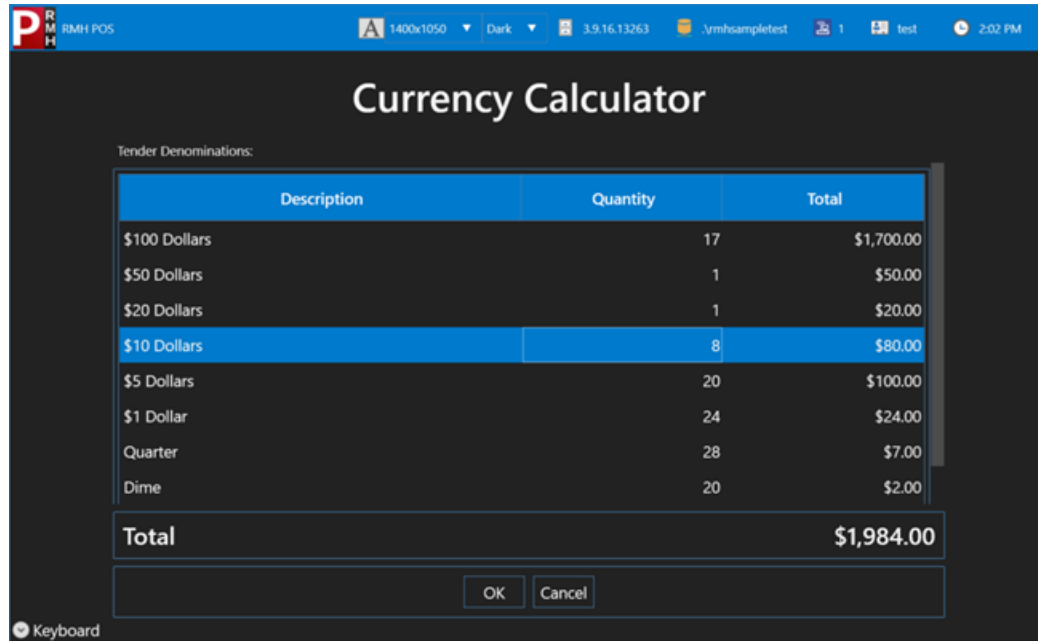 P RMH RMH POS A 1400x1050 Dark 3.9.16.13263 .\rmhsampletest 1 test 2:02 PM
Currency Calculator
Tender Denominations:
Description Quantity Total
$100 Dollars 17 $1,700.00
$50 Dollars 1 $50.00
$20 Dollars 1 $20.00
$10 Dollars 8 $80.00
$5 Dollars 20 $100.00
$1 Dollar 24 $24.00
Quarter 28 $7.00
Dime 20 $2.00
Total $1,984.00
OK Cancel
Keyboard